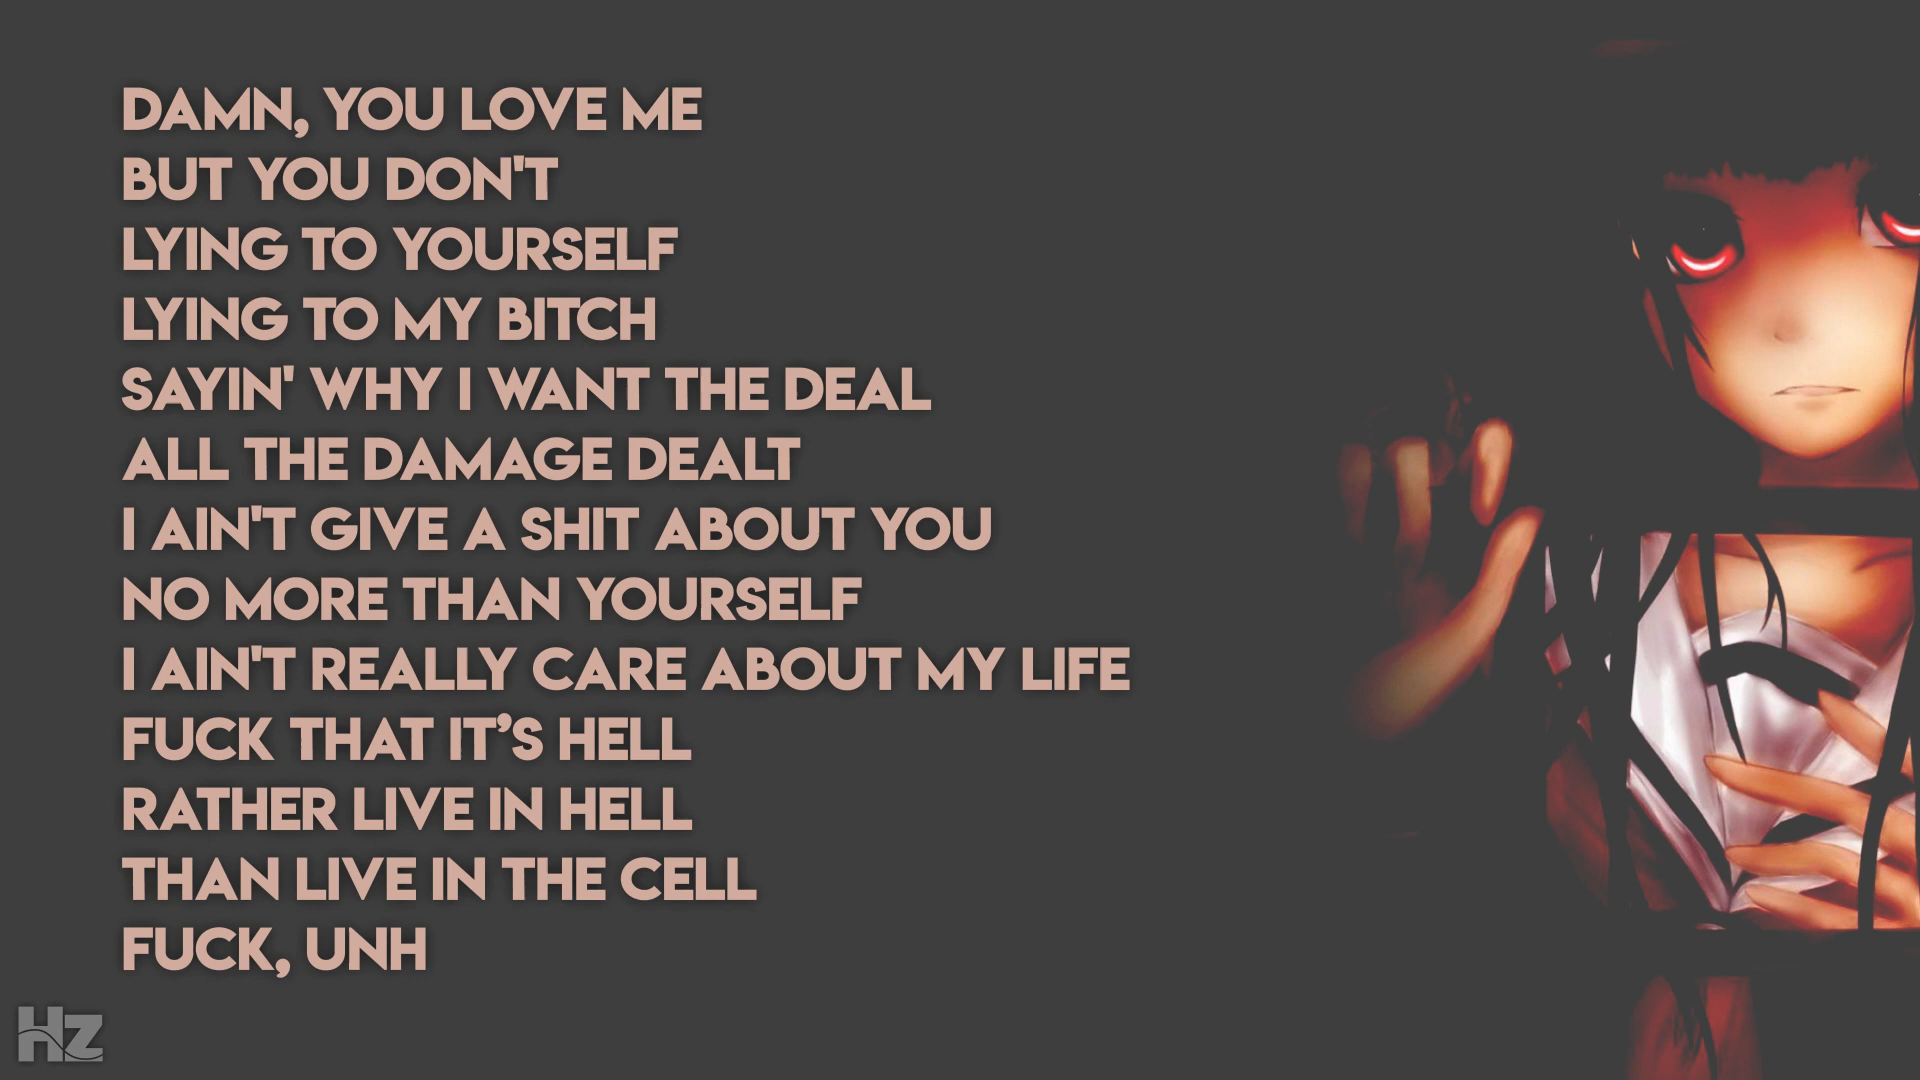 DAMN, YOU LOVE ME
BUT YOU DON'T
LYING TO YOURSELF
LYING TO MY BITCH
SAYIN' WHY I WANT THE DEAL
ALL THE DAMAGE DEALT
I AIN'T GIVE A SHIT ABOUT YOU
NO MORE THAN YOURSELF
I AIN'T REALLY CARE ABOUT MY LIFE
FUCK THAT IT’S HELL
RATHER LIVE IN HELL
THAN LIVE IN THE CELL
FUCK, UNH
Hz